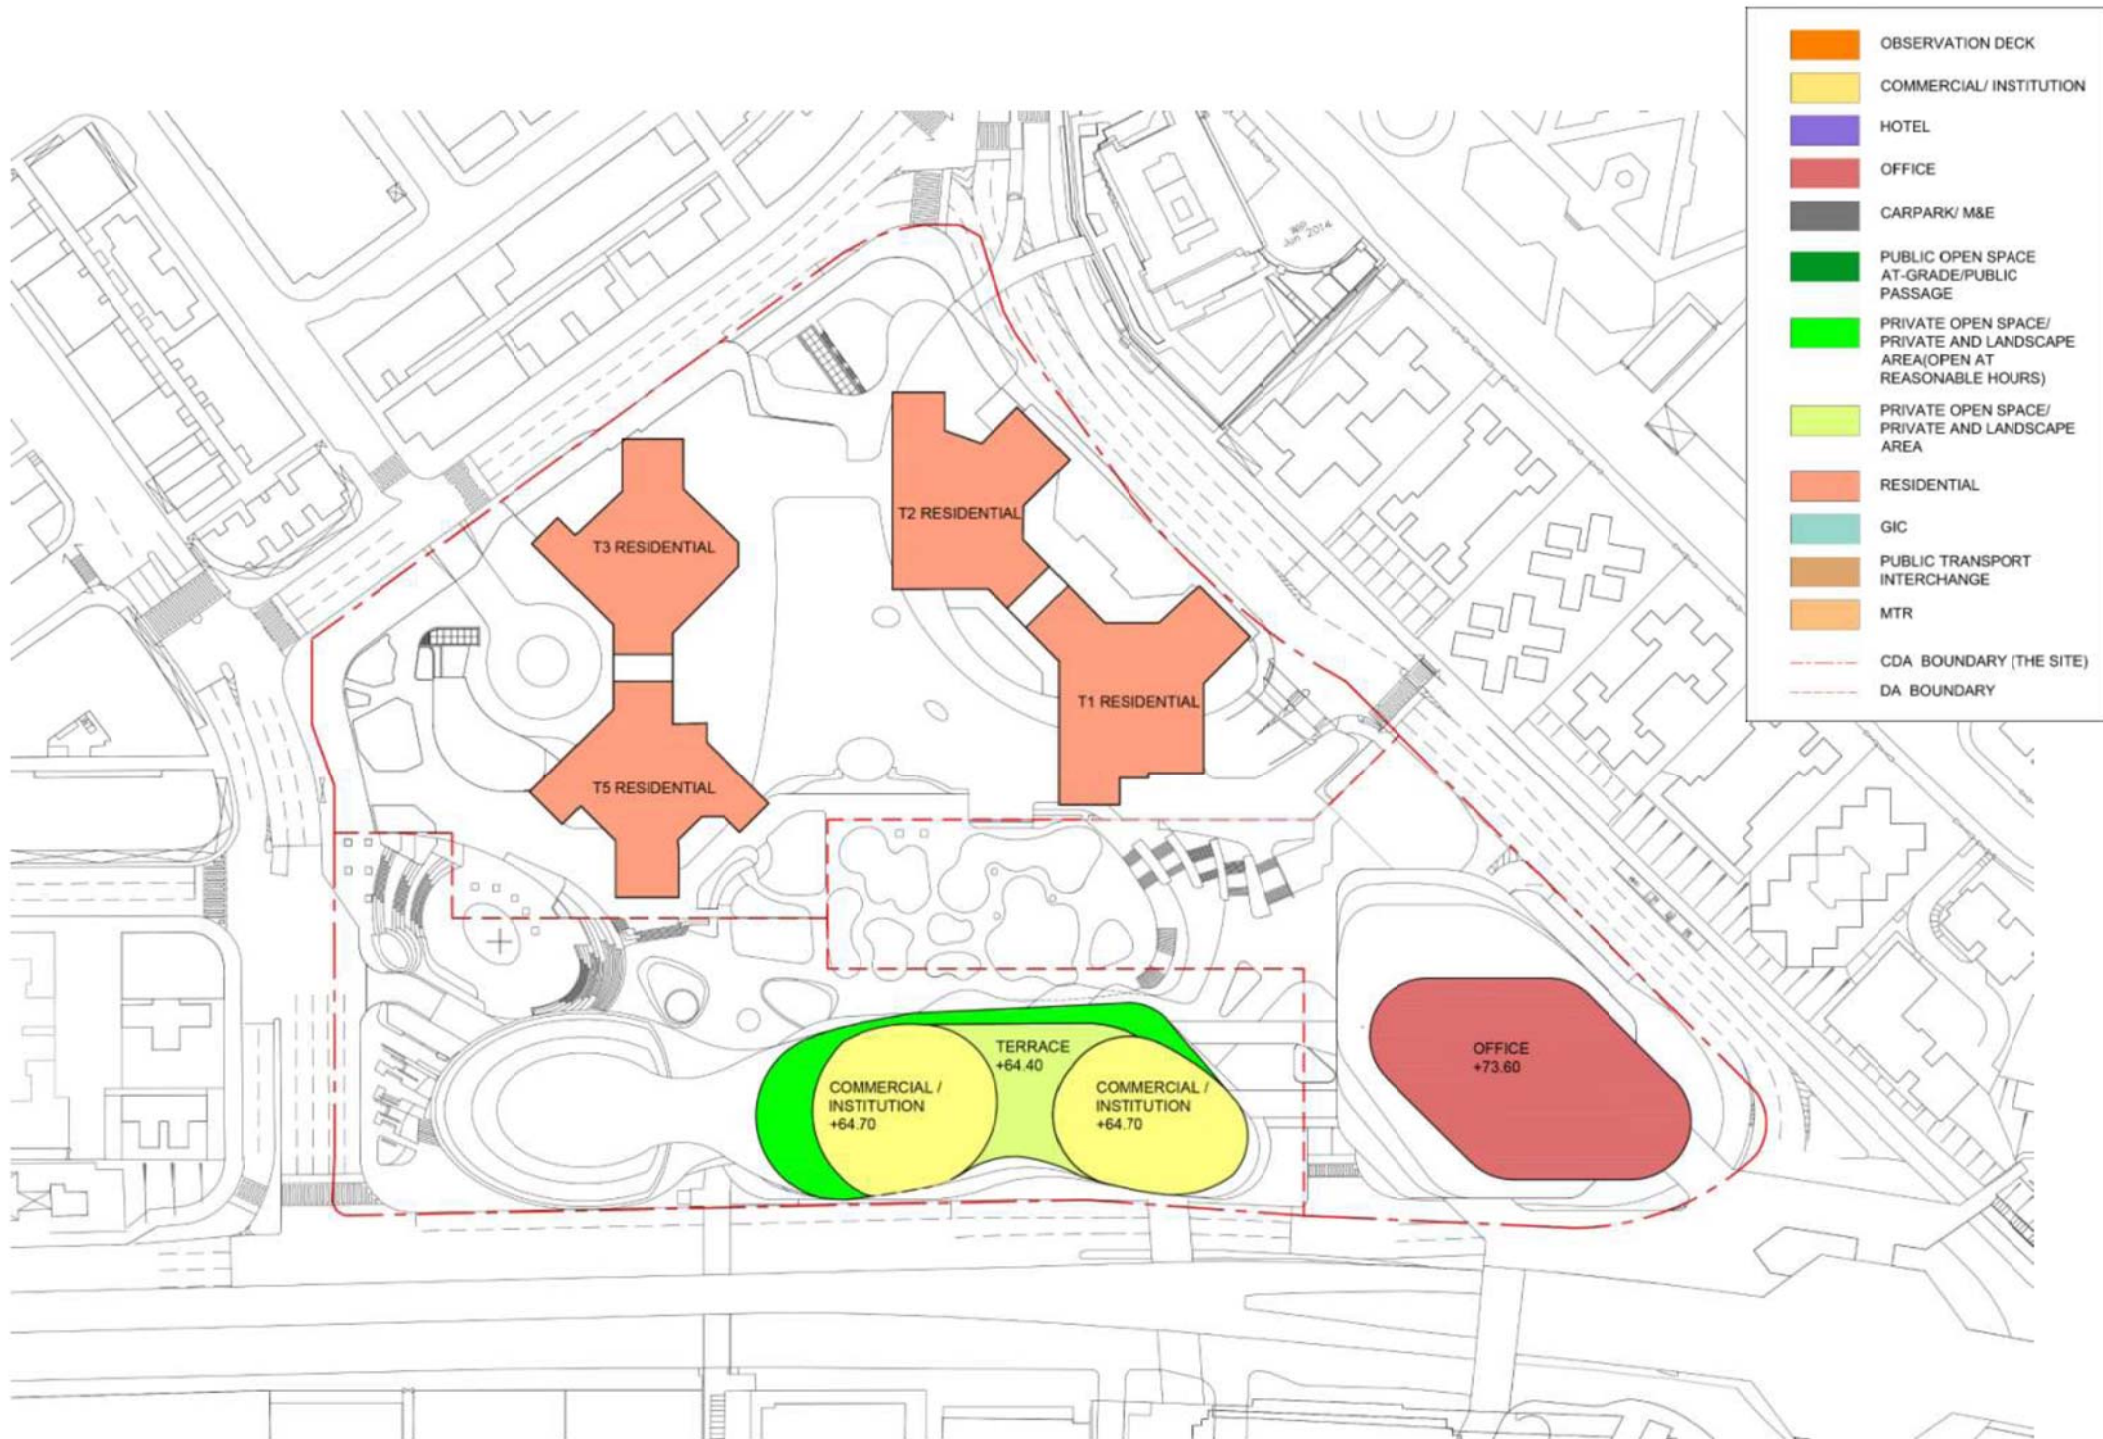 OBSERVATION DECK
COMMERCIAL/ INSTITUTION
HOTEL
OFFICE
CARPARK/ M&E
PUBLIC OPEN SPACE
AT-GRADE/PUBLIC
PASSAGE
PRIVATE OPEN SPACE/
PRIVATE AND LANDSCAPE
AREA(OPEN AT
REASONABLE HOURS)
PRIVATE OPEN SPACE/
PRIVATE AND LANDSCAPE
AREA
RESIDENTIAL
GIC
PUBLIC TRANSPORT
INTERCHANGE
MTR
CDA BOUNDARY (THE SITE)
DA BOUNDARY
WIP
Jun 2014
T2 RESIDENTIAL
T3 RESIDENTIAL
T1 RESIDENTIAL
T5 RESIDENTIAL
TERRACE
+64.40
OFFICE
+73.60
COMMERCIAL /
INSTITUTION
+64.70
COMMERCIAL /
INSTITUTION
+64.70